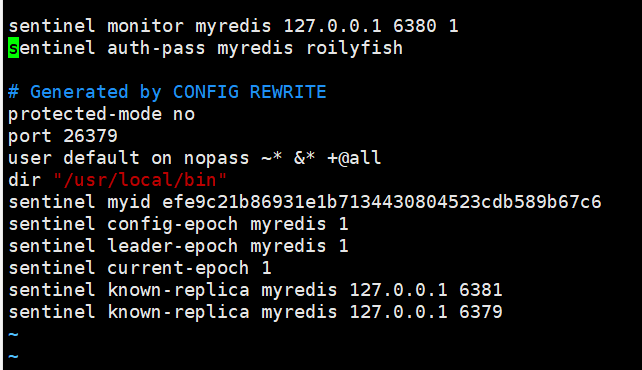 sentinel monitor myredis 127.0.0.1 6380 1
sentinel auth-pass myredis roilyfish
# Generated by CONFIG REWRITE
protected-mode no
port 26379
user default on nopass ~* &* +@all
dir "/usr/local/bin"
sentinel myid efe9c21b86931e1b7134430804523cdb589b67c6
sentinel config-epoch myredis 1
sentinel leader-epoch myredis 1
sentinel current-epoch 1
sentinel known-replica myredis 127.0.0.1 6381
sentinel known-replica myredis 127.0.0.1 6379
~
~